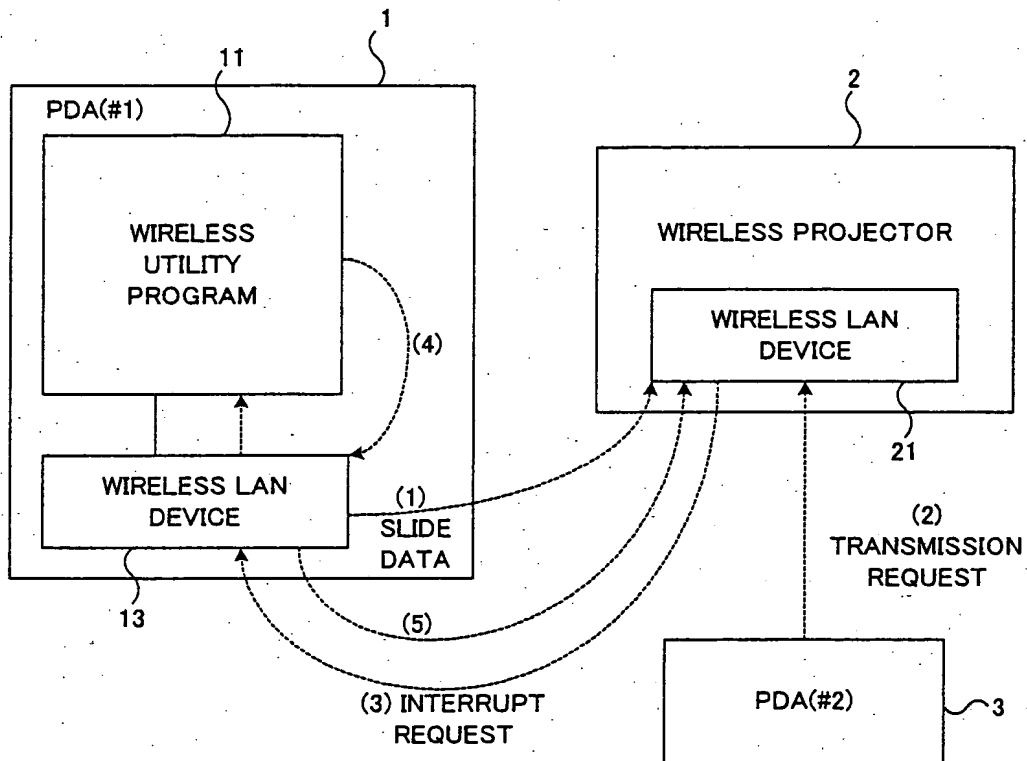 1
11
PDA(#1)
WIRELESS
UTILITY
PROGRAM
(4)
WIRELESS LAN
DEVICE
13
(1)
SLIDE
DATA
(5)
(3) INTERRUPT
REQUEST
2
WIRELESS PROJECTOR
WIRELESS LAN
DEVICE
21
(2)
TRANSMISSION
REQUEST
PDA(#2)
3